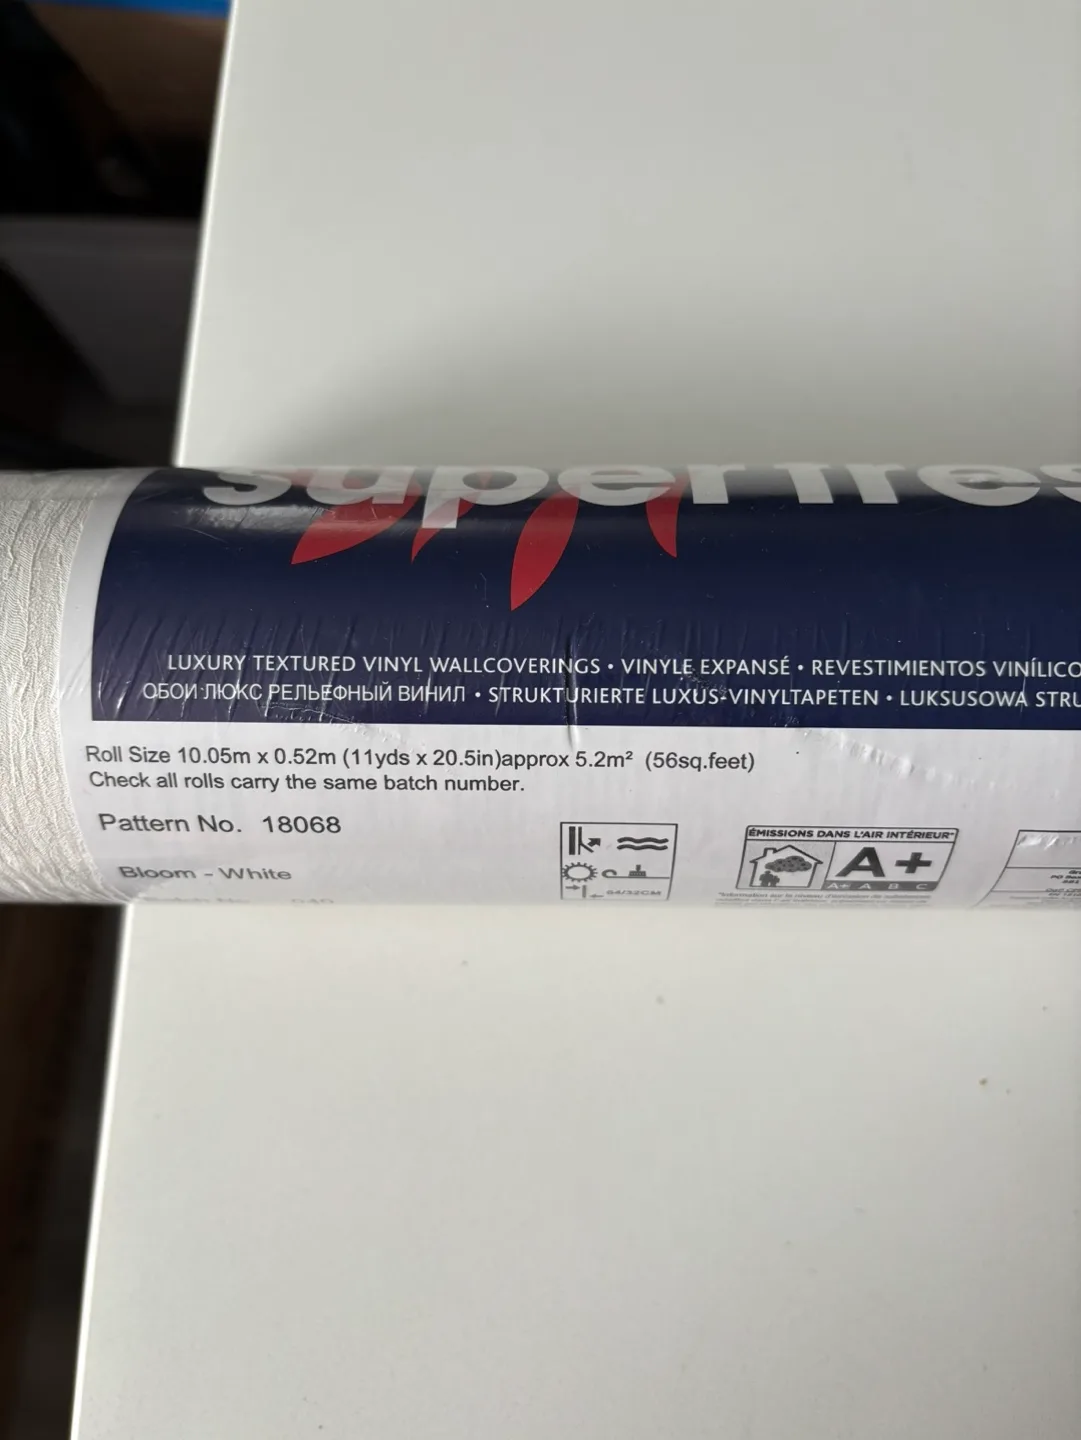 superfres
LUXURY TEXTURED VINYL WALLCOVERINGS • VINYLE EXPANSÉ • REVESTIMIENTOS VINÍLICO
ОБОИ ЛЮКС РЕЛЬЕФНЫЙ ВИНИЛ • STRUKTURIERTE LUXUS-VINYLTAPETEN • LUKSUSOWA STRU
Roll Size 10.05m x 0.52m (11yds x 20.5in)approx 5.2m² (56sq.feet)
Check all rolls carry the same batch number.
Pattern No. 18068
Bloom - White
64/32CM
ÉMISSIONS DANS L'AIR INTÉRIEUR*
A+
A+ A B C